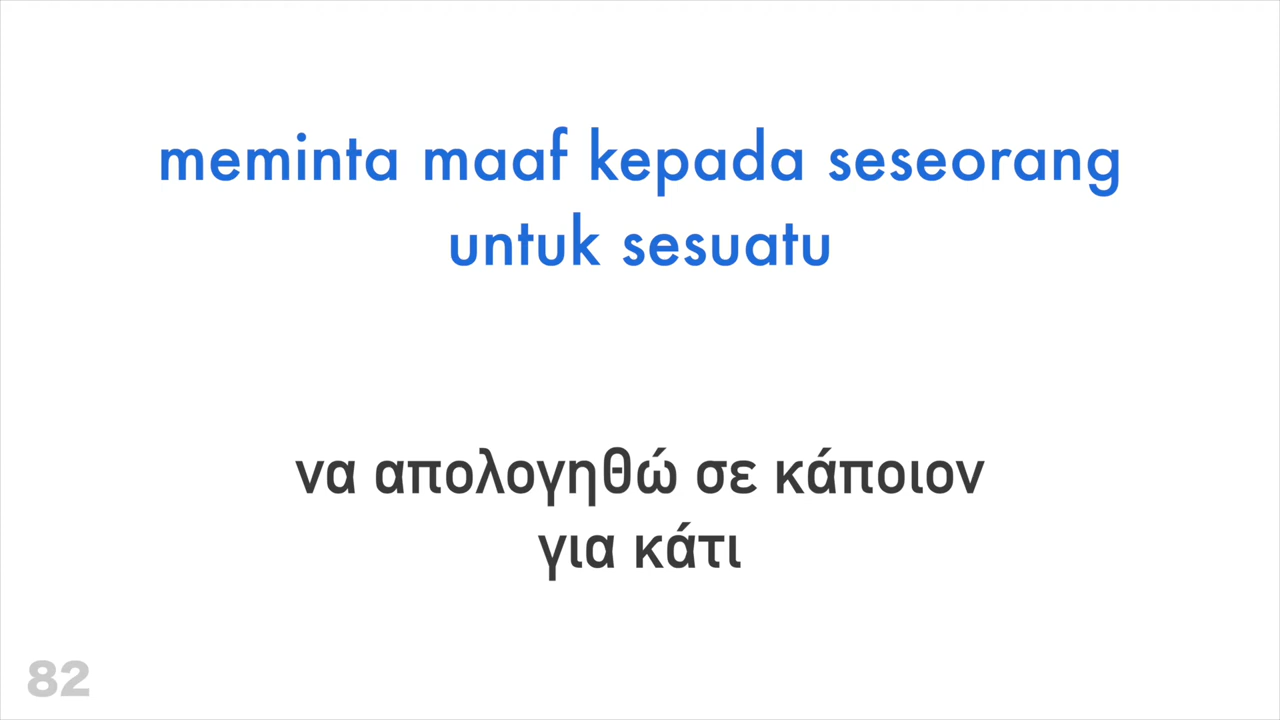 meminta maaf kepada seseorang
untuk sesuatu
να απολογηθώ σε κάποιον
για κάτι
82